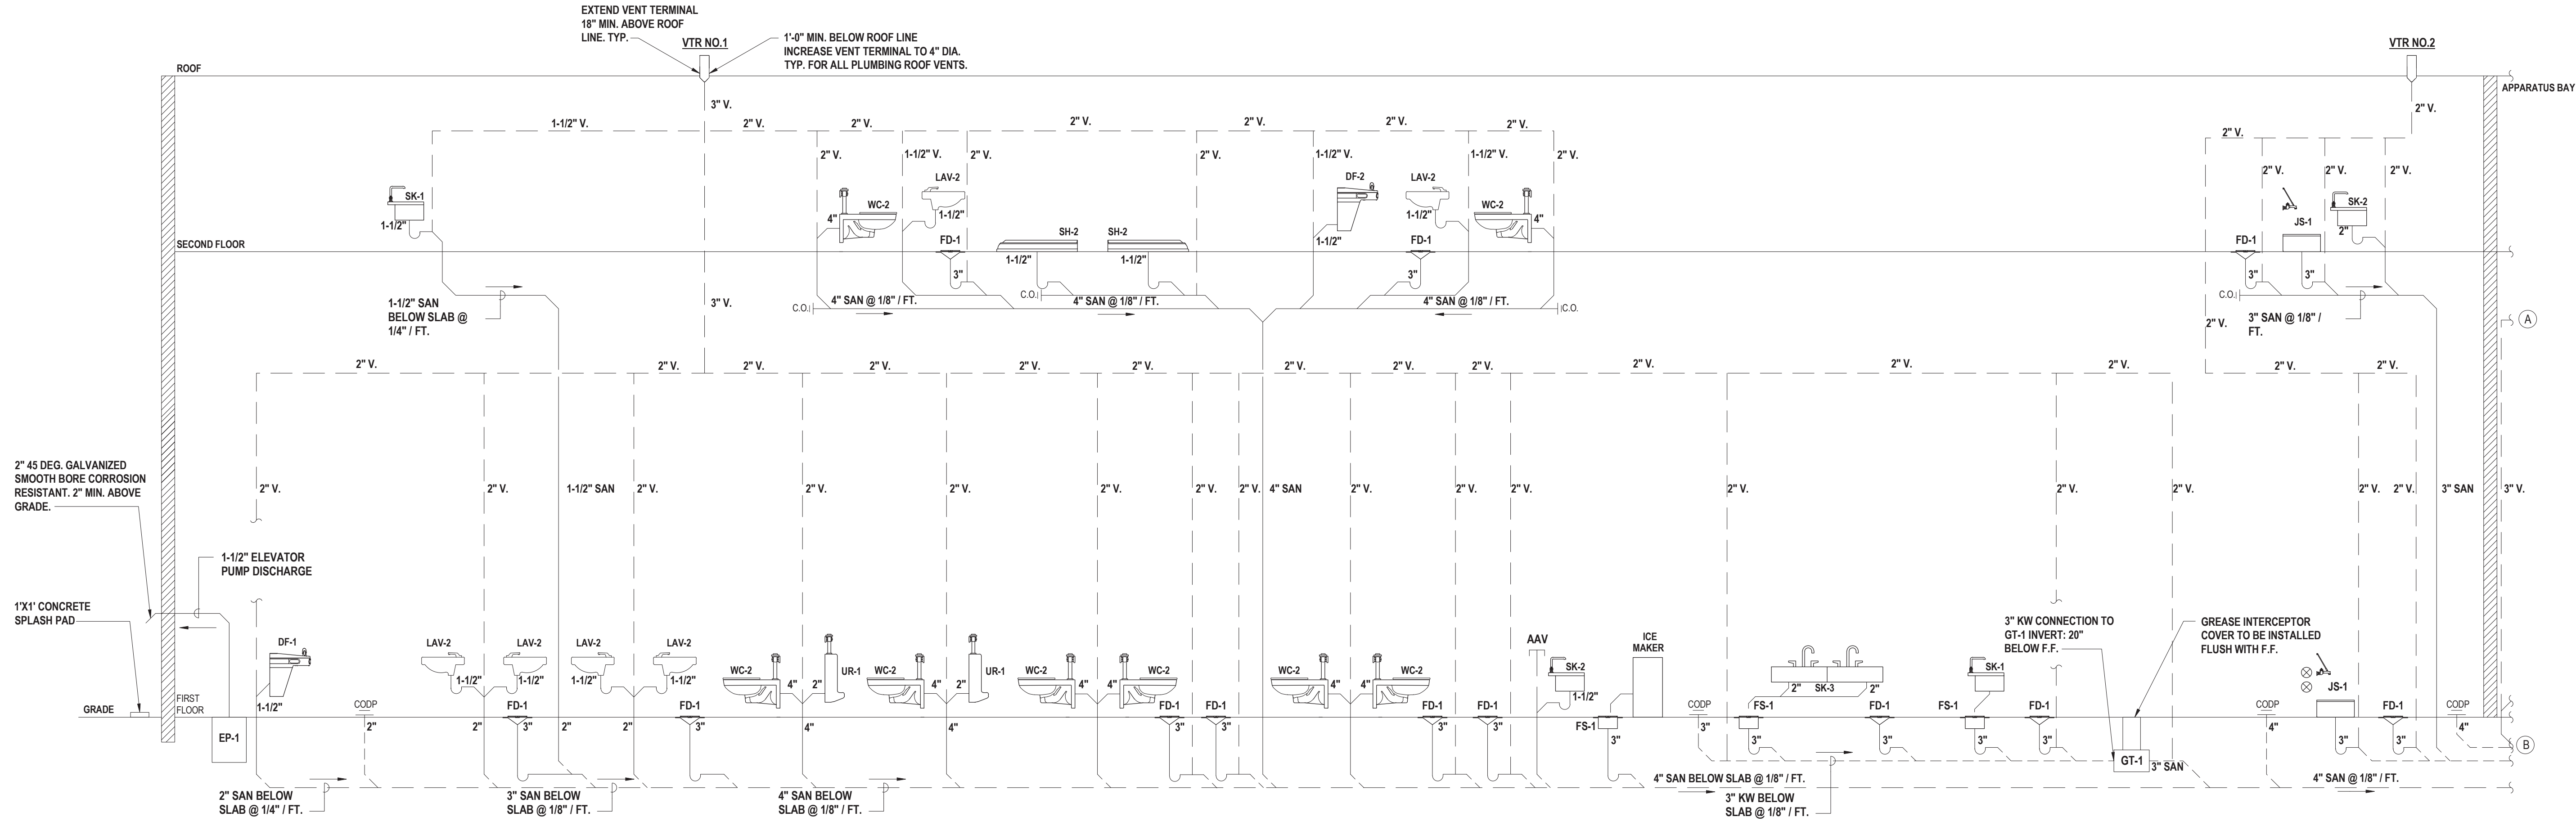 EXTEND VENT TERMINAL
18" MIN. ABOVE ROOF
LINE. TYP.
VTR NO.1
1'-0" MIN. BELOW ROOF LINE
INCREASE VENT TERMINAL TO 4" DIA.
TYP. FOR ALL PLUMBING ROOF VENTS.
VTR NO.2
ROOF
APPARATUS BAY
3" V.
2" V.
1-1/2" V.
2" V.
2" V.
2" V.
2" V.
2" V.
2" V.
2" V.
2" V.
1-1/2" V.
2" V.
2" V.
1-1/2" V.
1-1/2" V.
2" V.
2" V.
2" V.
2" V.
SK-1
1-1/2"
4"
WC-2
LAV-2
1-1/2"
FD-1
3"
SH-2
1-1/2"
SH-2
1-1/2"
DF-2
1-1/2"
LAV-2
1-1/2"
FD-1
3"
WC-2
4"
FD-1
3"
JS-1
3"
SK-2
2"
SECOND FLOOR
1-1/2" SAN
BELOW SLAB @
1/4" / FT.
3" V.
C.O.
4" SAN @ 1/8" / FT.
C.O.
4" SAN @ 1/8" / FT.
4" SAN @ 1/8" / FT.
C.O.
C.O.
3" SAN @ 1/8" /
FT.
2" V.
A
2" V.
2" V.
2" V.
2" V.
2" V.
2" V.
2" V.
2" V.
2" V.
2" V.
2" V.
2" V.
2" V.
2" V.
2" 45 DEG. GALVANIZED
SMOOTH BORE CORROSION
RESISTANT. 2" MIN. ABOVE
GRADE.
2" V.
2" V.
1-1/2" SAN
2" V.
2" V.
2" V.
2" V.
2" V.
2" V.
4" SAN
2" V.
2" V.
2" V.
2" V.
2" V.
2" V.
2" V.
2" V.
3" SAN
3" V.
1-1/2" ELEVATOR
PUMP DISCHARGE
1'X1' CONCRETE
SPLASH PAD
GRADE
FIRST
FLOOR
EP-1
DF-1
1-1/2"
CODP
2"
LAV-2
1-1/2"
LAV-2
1-1/2"
2"
FD-1
3"
LAV-2
1-1/2"
LAV-2
1-1/2"
2"
2"
FD-1
3"
WC-2
4"
2"
UR-1
4"
WC-2
4"
2"
UR-1
4"
WC-2
4"
4"
WC-2
FD-1
3"
FD-1
3"
WC-2
4"
4"
WC-2
FD-1
3"
FD-1
3"
AAV
SK-2
1-1/2"
ICE
MAKER
FS-1
3"
CODP
3"
FS-1
3"
2"
SK-3
2"
FD-1
3"
SK-1
FS-1
3"
FD-1
3"
3" KW CONNECTION TO
GT-1 INVERT: 20"
BELOW F.F.
GREASE INTERCEPTOR
COVER TO BE INSTALLED
FLUSH WITH F.F.
GT-1
3" SAN
CODP
4"
JS-1
3"
FD-1
3"
CODP
4"
B
2" SAN BELOW
SLAB @ 1/4" / FT.
3" SAN BELOW
SLAB @ 1/8" / FT.
4" SAN BELOW
SLAB @ 1/8" / FT.
4" SAN BELOW SLAB @ 1/8" / FT.
3" KW BELOW
SLAB @ 1/8" / FT.
4" SAN @ 1/8" / FT.